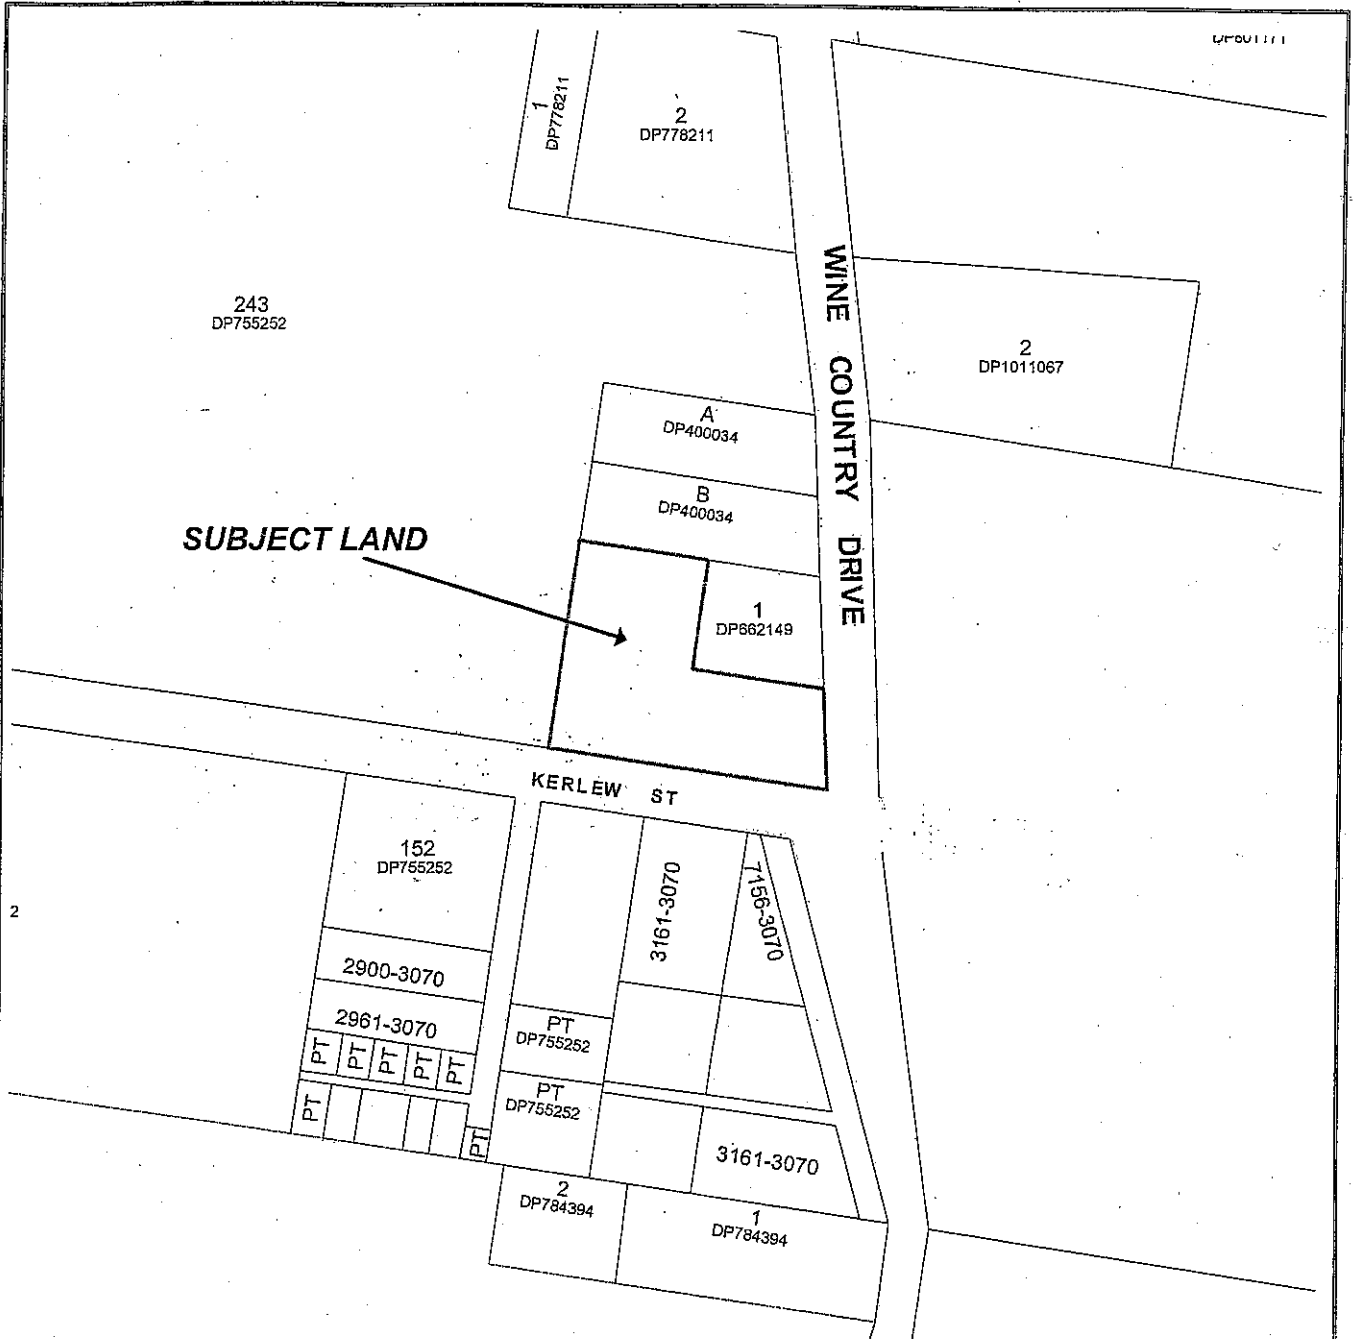 1
DP778211
2
DP778211
WINE COUNTRY DRIVE
243
DP755252
2
DP1011067
A
DP400034
B
DP400034
SUBJECT LAND
1
DP662149
KERLEW ST
152
DP755252
3161-3070
7156-3070
2
2900-3070
2961-3070
PT
PT
PT
PT
PT
PT
PT
PT
DP755252
PT
DP755252
3161-3070
2
DP784394
1
DP784394